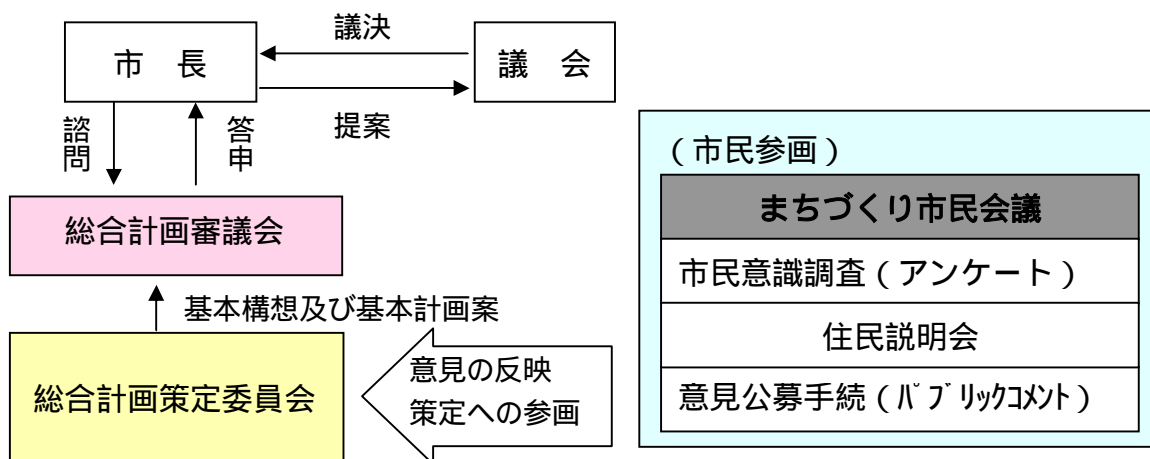 議決
市　長
議　会
提案
諮問
答申
総合計画審議会
基本構想及び基本計画案
総合計画策定委員会
意見の反映
策定への参画
（市民参画）
まちづくり市民会議
市民意識調査（アンケート）
住民説明会
意見公募手続（ﾊﾟﾌﾞﾘｯｸｺﾒﾝﾄ）